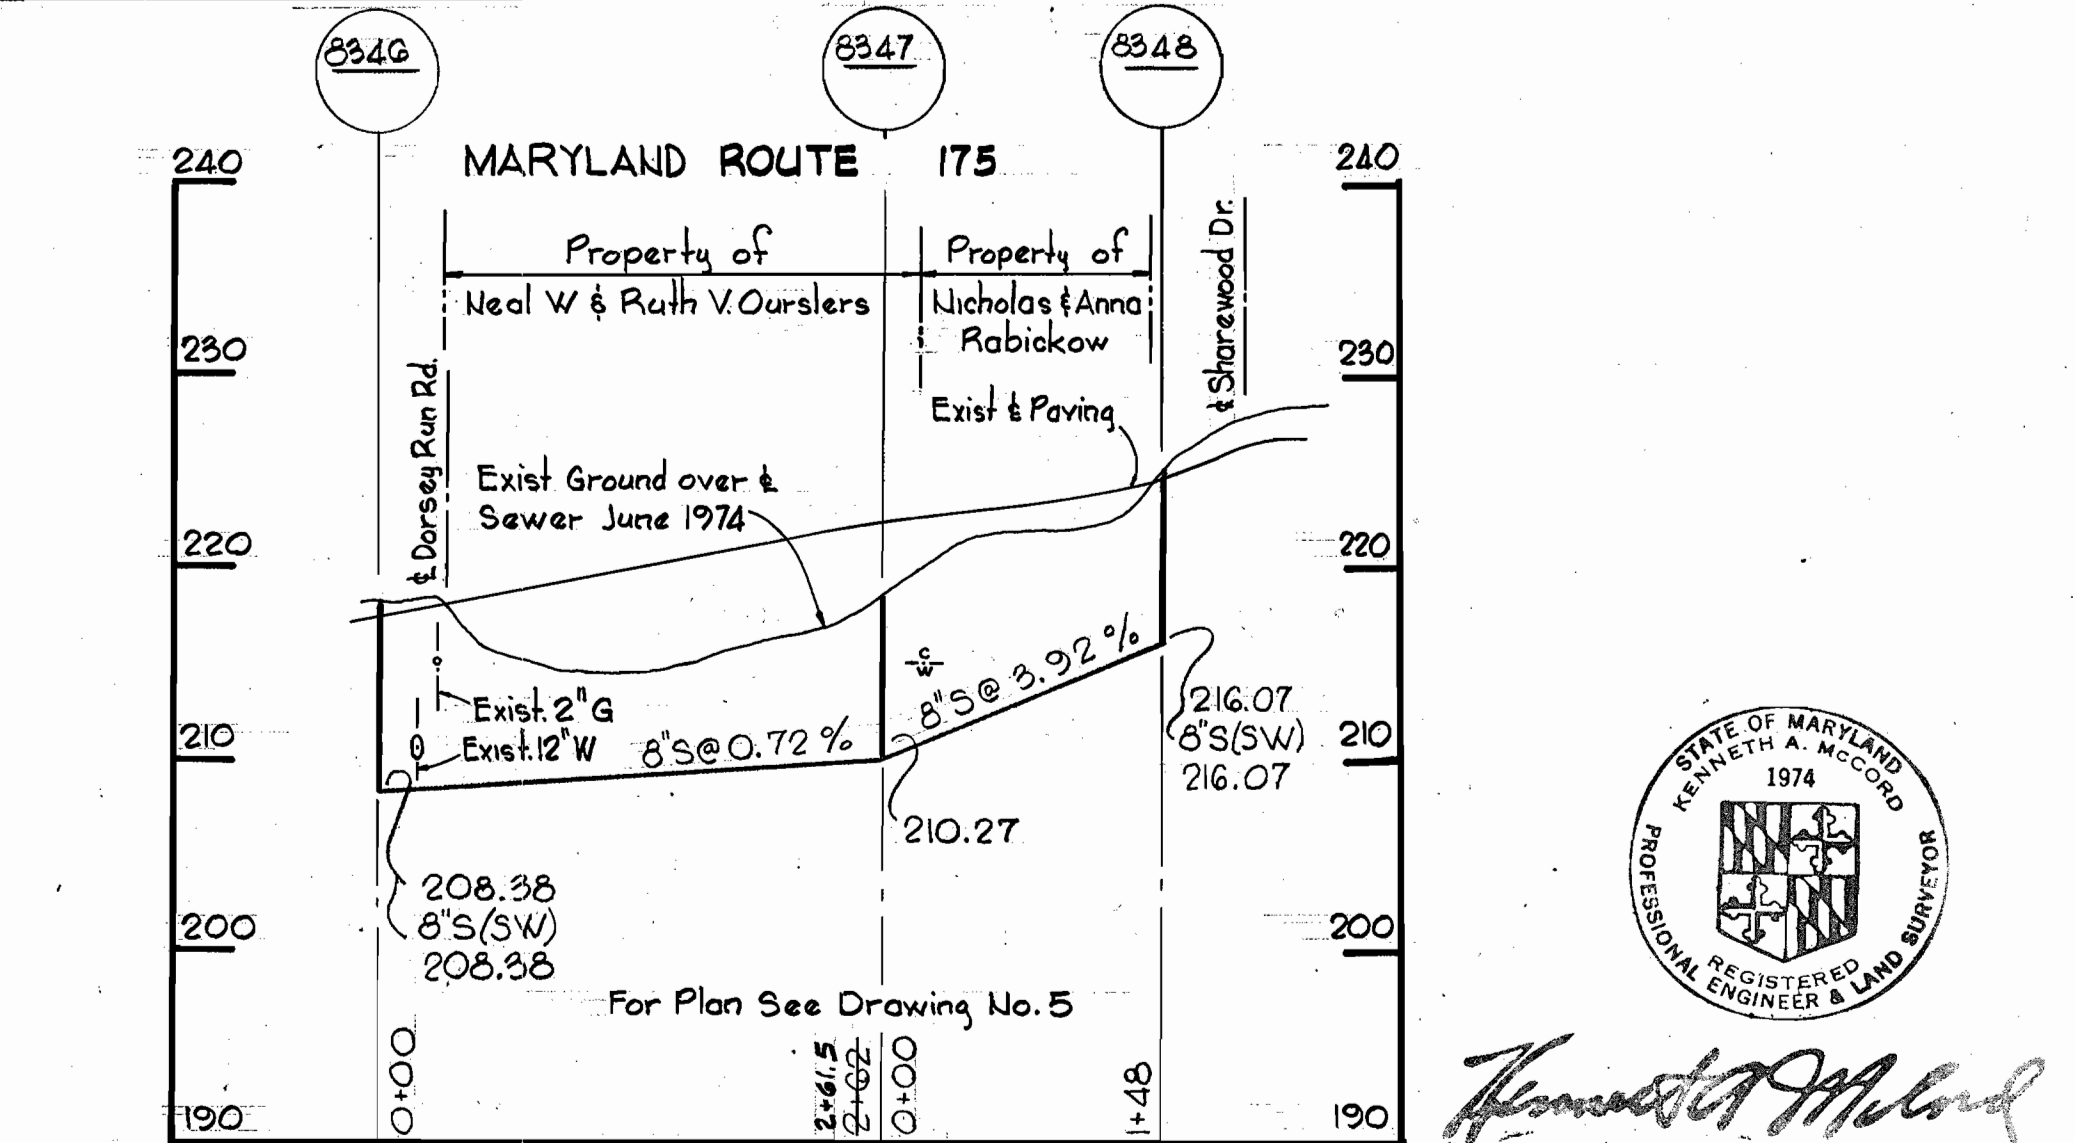 8346
8347
8348
MARYLAND ROUTE 175
240
240
Property of
Neal W & Ruth V. Ourslers
Property of
Nicholas & Anna
Rabickow
℄ Sharewood Dr.
230
230
℄ Dorsey Run Rd.
Exist ℄ Paving
Exist Ground over ℄
Sewer June 1974
220
220
C
W
8"S@ 3.92 %
Exist. 2"G
Exist. 12"W
8"S@0.72 %
210
210
216.07
8"S(SW)
216.07
210.27
208.38
8"S(SW)
208.38
200
200
For Plan See Drawing No. 5
0+00
2+61.5
2+62
0+00
1+48
190
190
STATE OF MARYLAND
KENNETH A. McCORD
1974
REGISTERED
PROFESSIONAL ENGINEER & LAND SURVEYOR
Kenneth A McCord